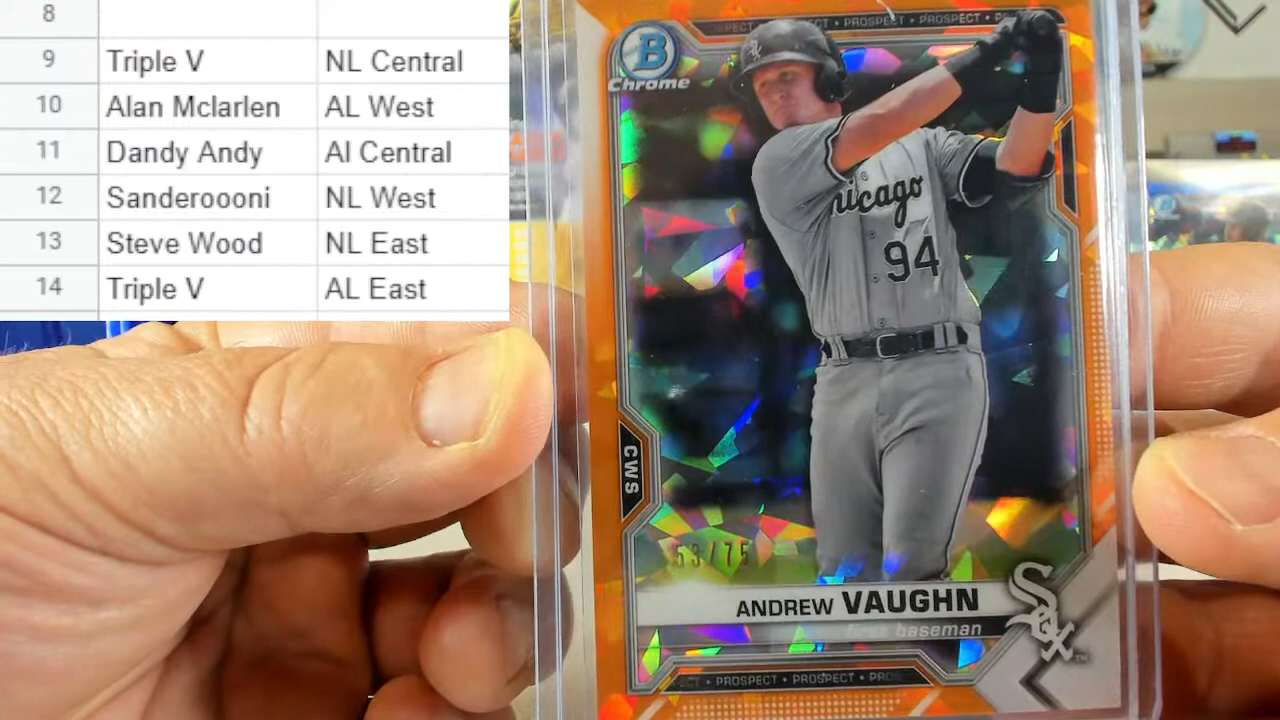 8
9 Triple V NL Central
10 Alan Mclarlen AL West
11 Dandy Andy Al Central
12 Sanderoooni NL West
13 Steve Wood NL East
14 Triple V AL East
PROSPECT • PROSPECT
B
Chrome
Sox
Chicago
94
CWS
53/75
ANDREW VAUGHN
first baseman
Sox
TM
PROSPECT • PROSPECT